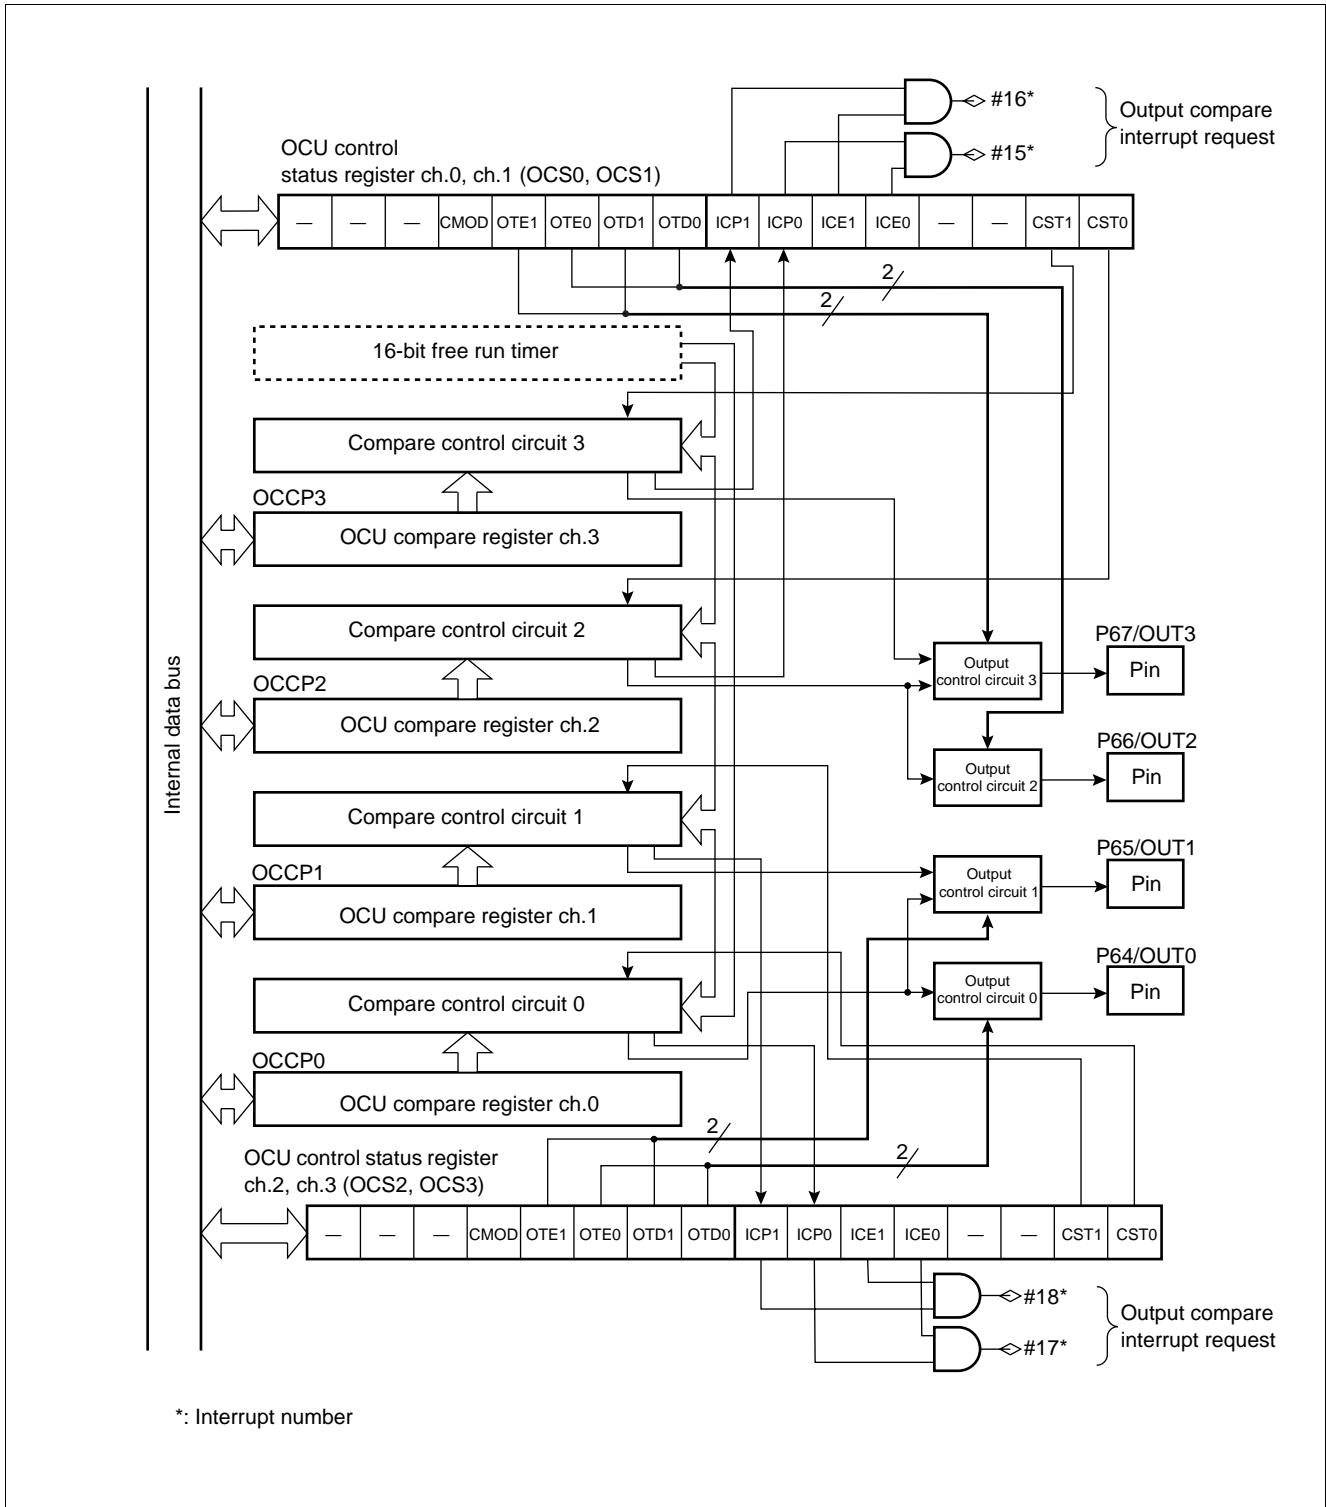 #16*
Output compare
interrupt request
#15*
OCU control
status register ch.0, ch.1 (OCS0, OCS1)
— — — CMOD OTE1 OTE0 OTD1 OTD0 ICP1 ICP0 ICE1 ICE0 — — CST1 CST0
2
2
16-bit free run timer
Compare control circuit 3
OCCP3
OCU compare register ch.3
Compare control circuit 2
OCCP2
OCU compare register ch.2
Internal data bus
P67/OUT3
Output
control circuit 3
Pin
P66/OUT2
Output
control circuit 2
Pin
Compare control circuit 1
OCCP1
OCU compare register ch.1
P65/OUT1
Output
control circuit 1
Pin
P64/OUT0
Output
control circuit 0
Pin
Compare control circuit 0
OCCP0
OCU compare register ch.0
2
2
OCU control status register
ch.2, ch.3 (OCS2, OCS3)
— — — CMOD OTE1 OTE0 OTD1 OTD0 ICP1 ICP0 ICE1 ICE0 — — CST1 CST0
#18*
Output compare
interrupt request
#17*
*: Interrupt number